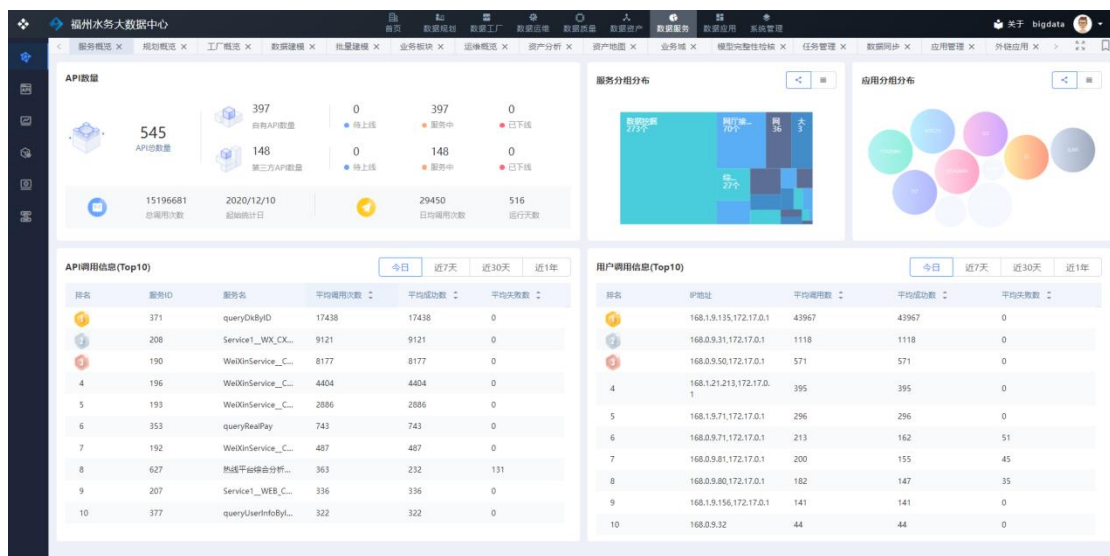 福州水务大数据中心
首页 数据规划 数据工厂 数据运维 数据质量 数据资产 数据服务 数据应用 系统管理
关于 bigdata
服务概览 × 规划概览 × 工厂概览 × 数据建模 × 批量建模 × 业务板块 × 运维概览 × 资产分析 × 资产地图 × 业务域 × 模型完整性检核 × 任务管理 × 数据同步 × 应用管理 × 外链应用 ×
API数量
545
API总数量
397
自有API数量
0
待上线
397
服务中
0
已下线
148
第三方API数量
0
待上线
148
服务中
0
已下线
15196681
总调用次数
2020/12/10
起始统计日
29450
日均调用次数
516
运行天数
服务分组分布
数据挖掘
273个
70个
网
36
大
3
综...
27个
应用分组分布
API调用信息(Top10)
今日 近7天 近30天 近1年
排名 服务ID 服务名 平均调用次数 平均成功数 平均失败数
1 371 queryDkByID 17438 17438 0
2 208 Service1__WX_CX... 9121 9121 0
3 190 WeiXinService__C... 8177 8177 0
4 196 WeiXinService__C... 4404 4404 0
5 193 WeiXinService__C... 2886 2886 0
6 353 queryRealPay 743 743 0
7 192 WeiXinService__C... 487 487 0
8 627 热线平台综合分析... 363 232 131
9 207 Service1__WEB_C... 336 336 0
10 377 queryUserInfoByI... 322 322 0
用户调用信息(Top10)
今日 近7天 近30天 近1年
排名 IP地址 平均调用数 平均成功数 平均失败数
1 168.1.9.135,172.17.0.1 43967 43967 0
2 168.0.9.31,172.17.0.1 1118 1118 0
3 168.0.9.50,172.17.0.1 571 571 0
4 168.1.21.213,172.17.0.1 395 395 0
5 168.1.9.71,172.17.0.1 296 296 0
6 168.0.9.71,172.17.0.1 213 162 51
7 168.0.9.81,172.17.0.1 200 155 45
8 168.0.9.80,172.17.0.1 182 147 35
9 168.1.9.156,172.17.0.1 141 141 0
10 168.0.9.32 44 44 0